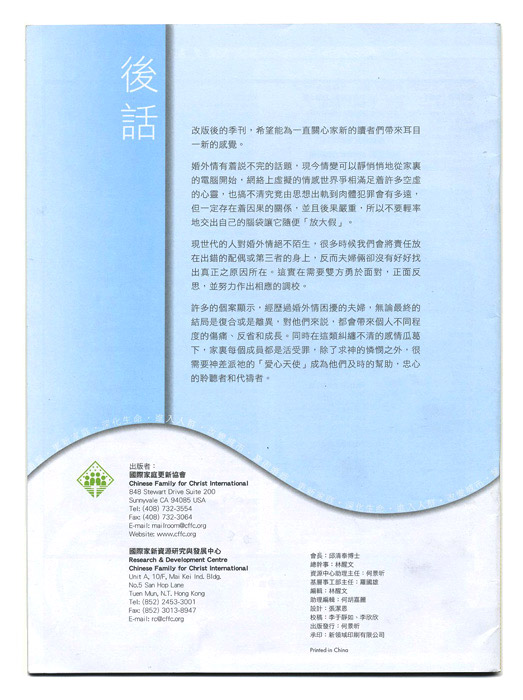 後話
改版後的季刊，希望能為一直關心家新的讀者們帶來耳目
一新的感覺。
婚外情有着說不完的話題，現今情變可以靜悄悄地從家裏
的電腦開始，網絡上虛擬的情感世界爭相滿足着許多空虛
的心靈，也搞不清究竟由思想出軌到肉體犯罪會有多遠，
但一定存在着因果的關係，並且後果嚴重，所以不要輕率
地交出自己的腦袋讓它隨便「放大假」。
現世代的人對婚外情絕不陌生，很多時候我們會將責任放
在出錯的配偶或第三者的身上，反而夫婦倆卻沒有好好找
出真正之原因所在。這實在需要雙方勇於面對，正面反
思，並努力作出相應的調校。
許多的個案顯示，經歷過婚外情困擾的夫婦，無論最終的
結局是復合或是離異，對他們來說，都會帶來個人不同程
度的傷痛、反省和成長。同時在這類糾纏不清的感情瓜葛
下，家裏每個成員都是活受罪，除了求神的憐憫之外，很
需要神差派祂的「愛心天使」成為他們及時的幫助，忠心
的聆聽者和代禱者。
出版者：
國際家庭更新協會
Chinese Family for Christ International
848 Stewart Drive Suite 200
Sunnyvale CA 94085 USA
Tel: (408) 732-3554
Fax: (408) 732-3064
E-mail: mailroom@cffc.org
Website: www.cffc.org
國際家新資源研究與發展中心
Research & Development Centre
Chinese Family for Christ International
Unit A, 10/F, Mai Kei Ind. Bldg.
No.5 San Hop Lane
Tuen Mun, N.T. Hong Kong
Tel: (852) 2453-3001
Fax: (852) 3013-8947
E-mail: rc@cffc.org
會長：邱清泰博士
總幹事：林醒文
資源中心助理主任：何景昕
基層事工部主任：羅國雄
編輯：林醒文
助理編輯：何胡嘉麗
設計：張潔恩
校稿：李于靜如、李欣欣
出版發行：何景昕
承印：新領域印刷有限公司
Printed in China